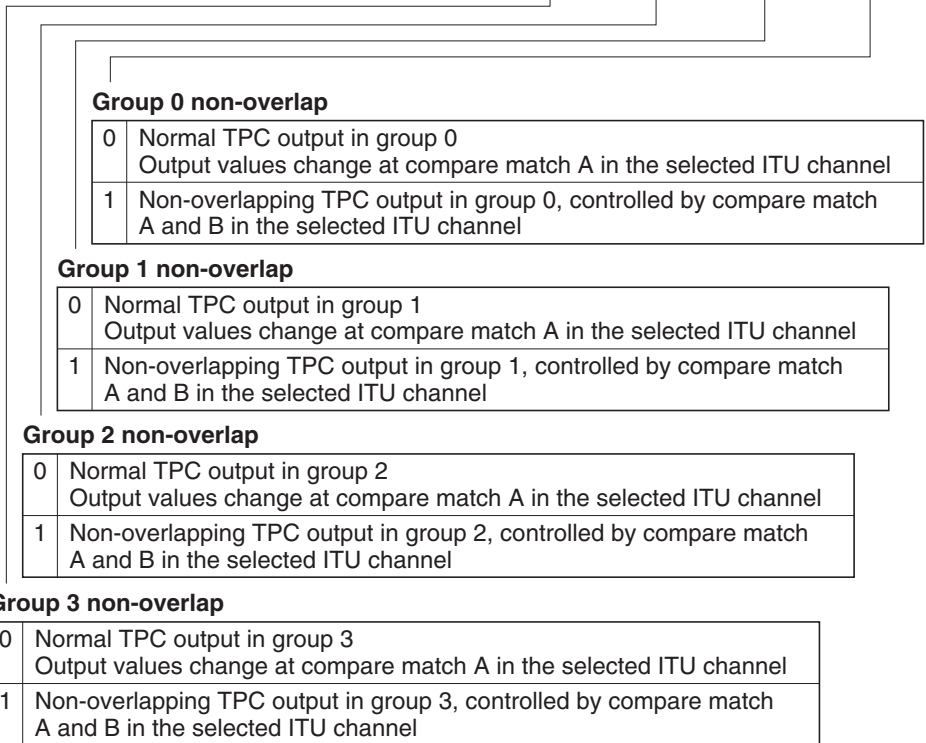 Group 0 non-overlap
0 Normal TPC output in group 0
Output values change at compare match A in the selected ITU channel
1 Non-overlapping TPC output in group 0, controlled by compare match
A and B in the selected ITU channel
Group 1 non-overlap
0 Normal TPC output in group 1
Output values change at compare match A in the selected ITU channel
1 Non-overlapping TPC output in group 1, controlled by compare match
A and B in the selected ITU channel
Group 2 non-overlap
0 Normal TPC output in group 2
Output values change at compare match A in the selected ITU channel
1 Non-overlapping TPC output in group 2, controlled by compare match
A and B in the selected ITU channel
Group 3 non-overlap
0 Normal TPC output in group 3
Output values change at compare match A in the selected ITU channel
1 Non-overlapping TPC output in group 3, controlled by compare match
A and B in the selected ITU channel